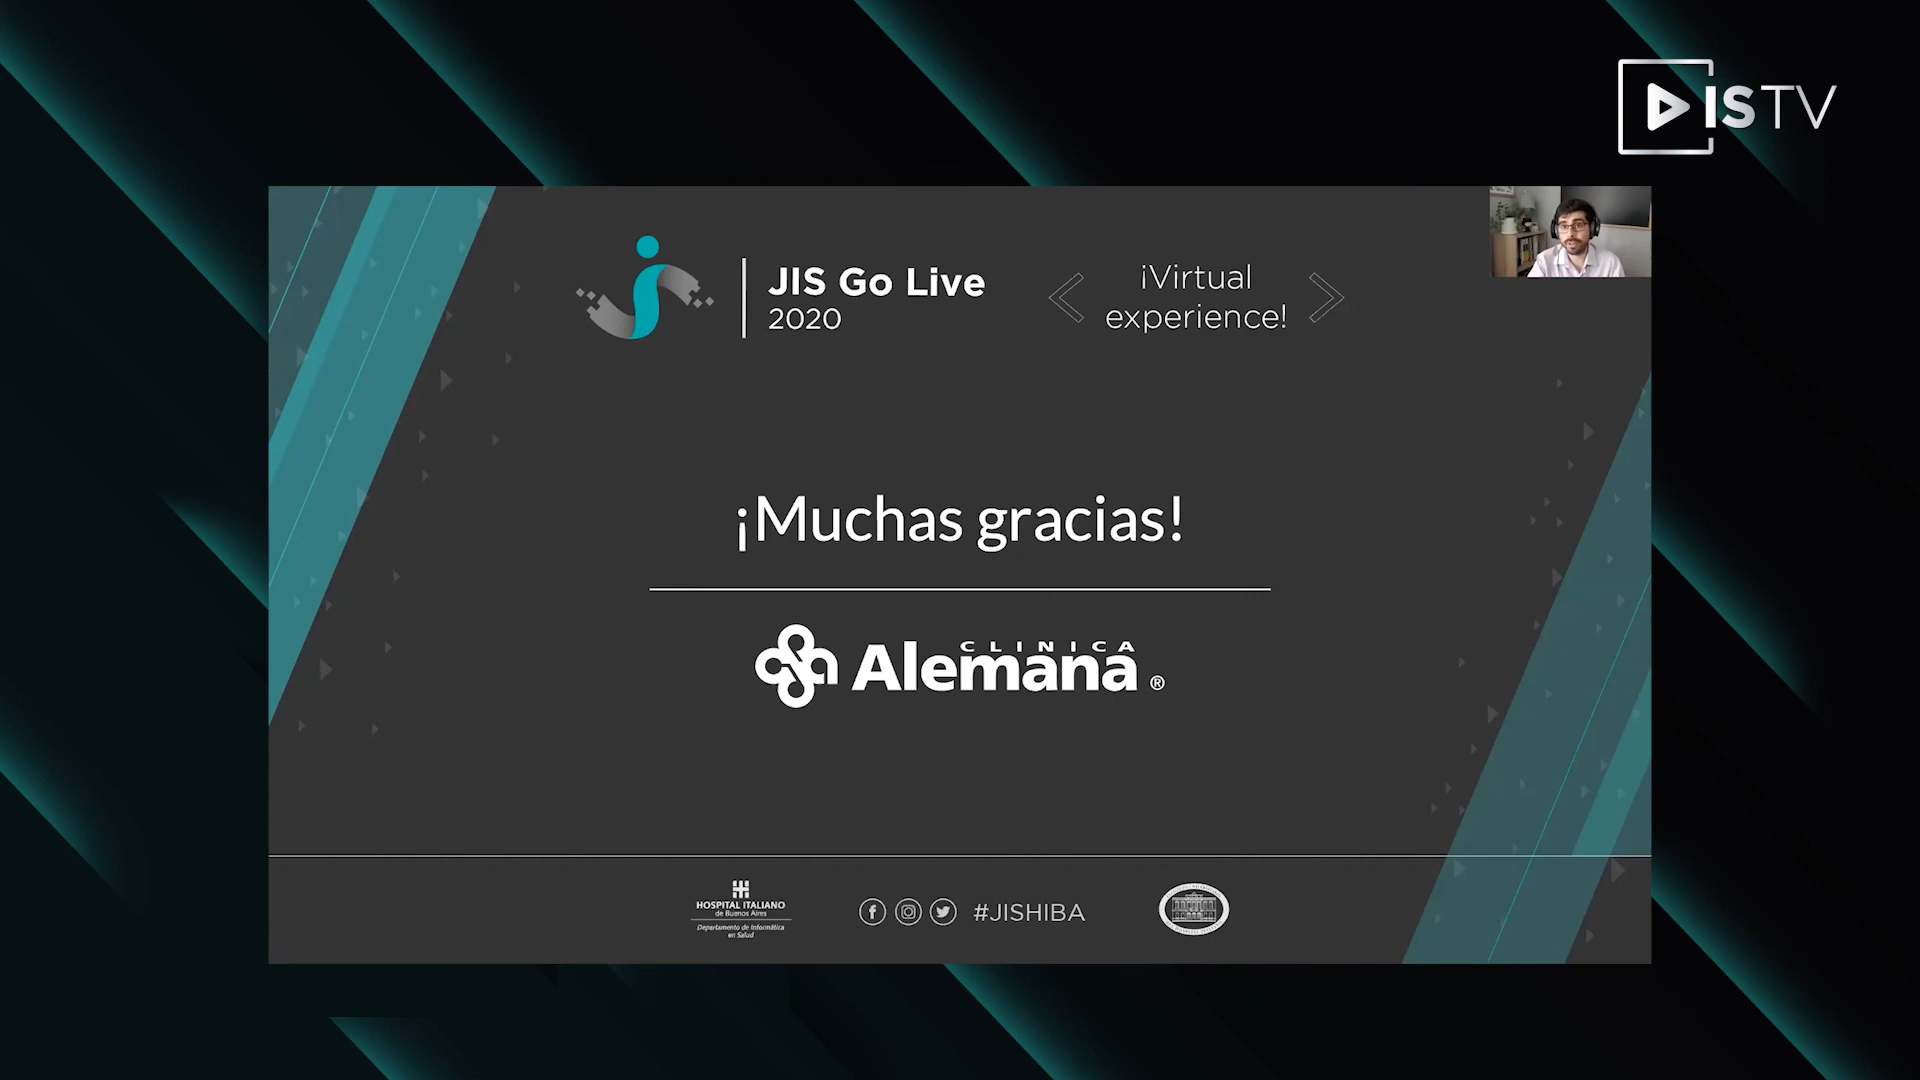 ISTV
JIS Go Live
2020
¡Virtual
experience!
¡Muchas gracias!
CLINICA
Alemana ®
HOSPITAL ITALIANO
de Buenos Aires
Departamento de Informática
en Salud
#JISHIBA